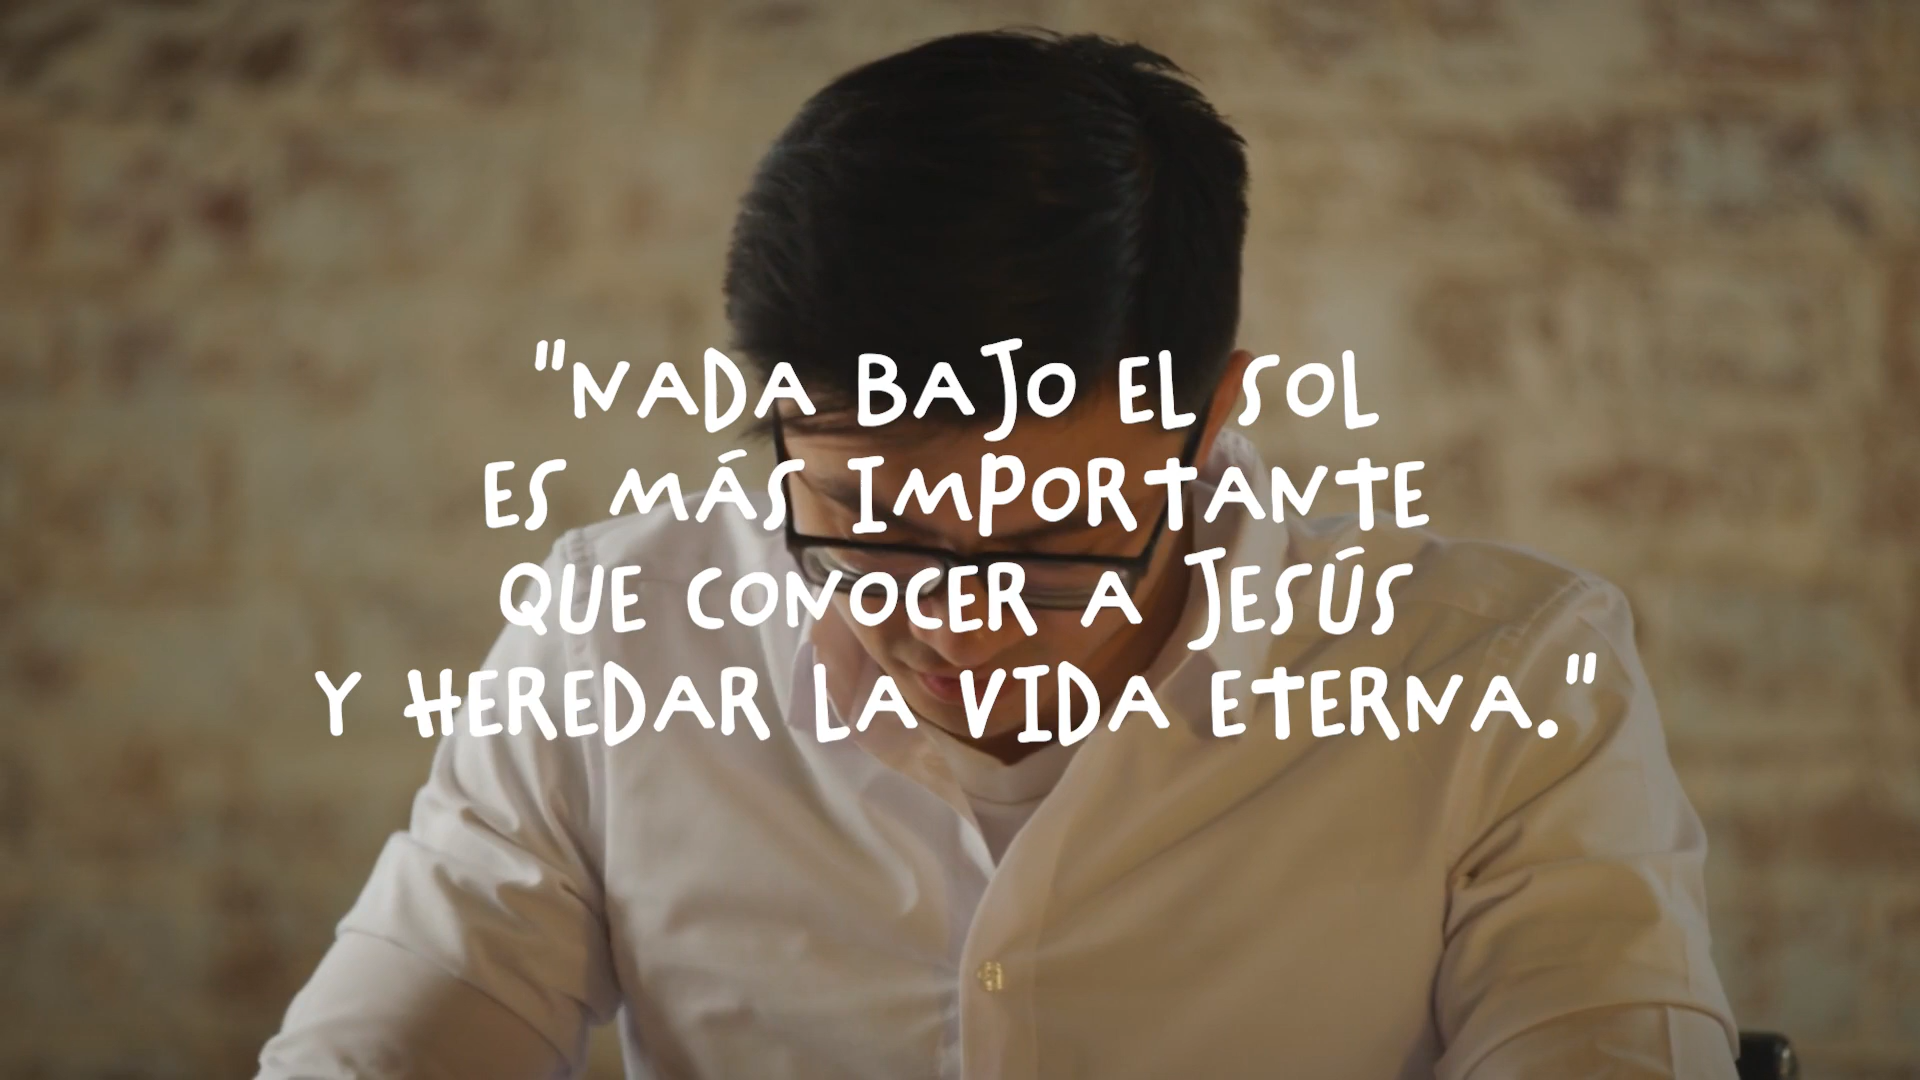 "NADA BAJO EL SOL
ES MÁS IMPORTANTE
QUE CONOCER A JESÚS
Y HEREDAR LA VIDA ETERNA."